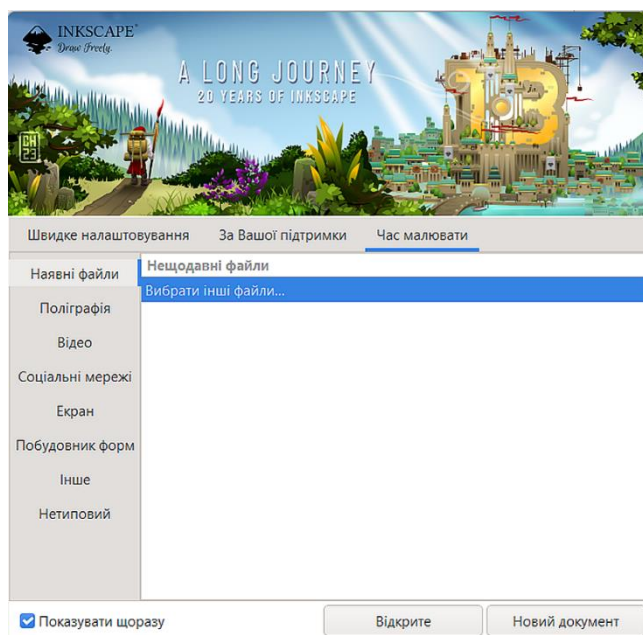 INKSCAPE
Draw Freely.
A LONG JOURNEY
20 YEARS OF INKSCAPE
Швидке налаштовування За Вашої підтримки Час малювати
Наявні файли
Поліграфія
Відео
Соціальні мережі
Екран
Побудовник форм
Інше
Нетиповий
Нещодавні файли
Вибрати інші файли...
Показувати щоразу
Відкрите
Новий документ